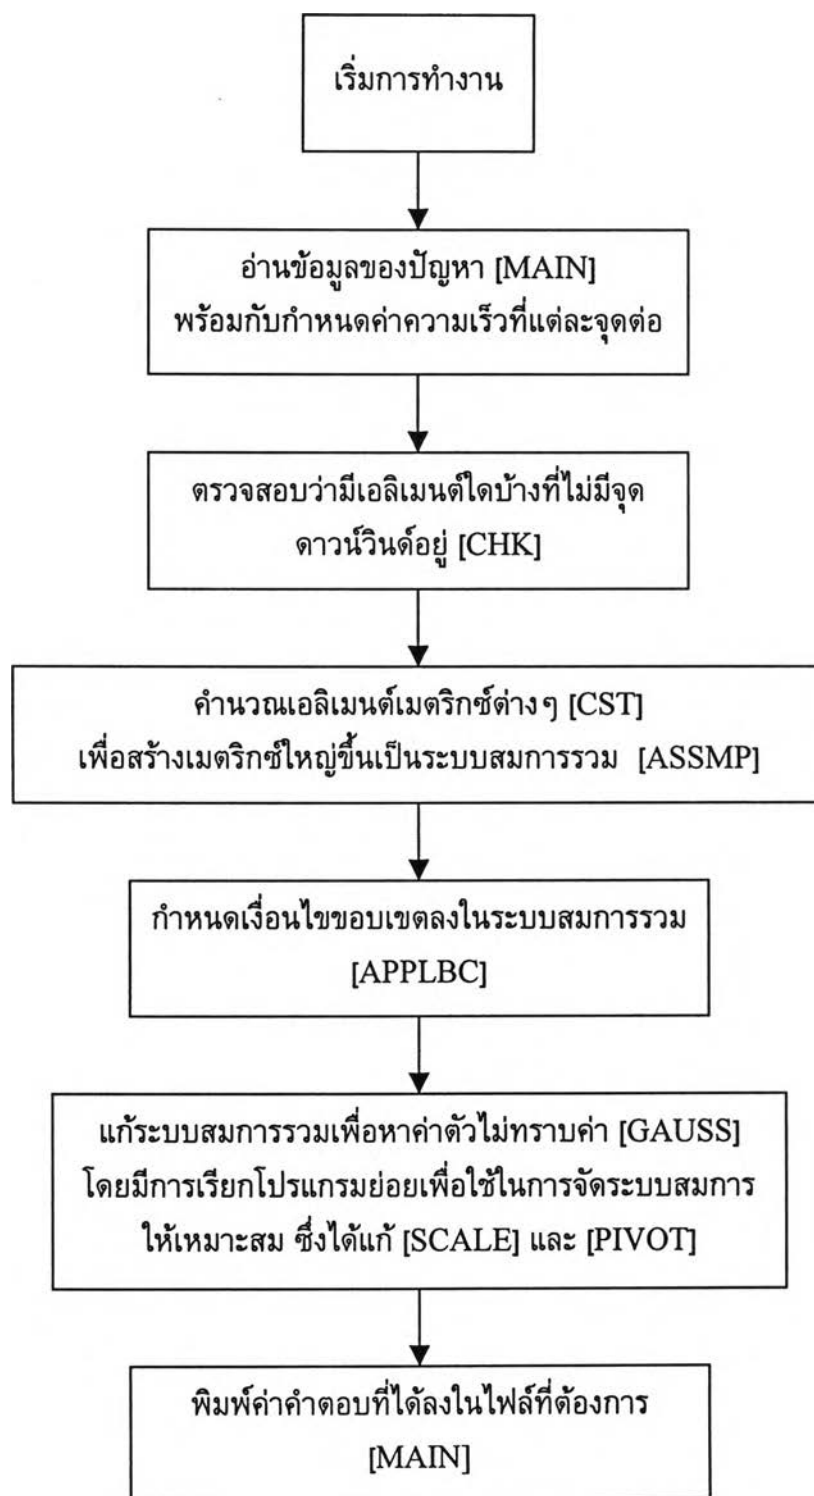 เริ่มการทำงาน
อ่านข้อมูลของปัญหา [MAIN]
พร้อมกับกำหนดค่าความเร็วที่แต่ละจุดต่อ
ตรวจสอบว่ามีเอลิเมนต์ใดบ้างที่ไม่มีจุด
ดาวน์วินด์อยู่ [CHK]
คำนวณเอลิเมนต์เมตริกซ์ต่างๆ [CST]
เพื่อสร้างเมตริกซ์ใหญ่ขึ้นเป็นระบบสมการรวม [ASSMP]
กำหนดเงื่อนไขขอบเขตลงในระบบสมการรวม
[APPLBC]
แก้ระบบสมการรวมเพื่อหาค่าตัวไม่ทราบค่า [GAUSS]
โดยมีการเรียกโปรแกรมย่อยเพื่อใช้ในการจัดระบบสมการ
ให้เหมาะสม ซึ่งได้แก้ [SCALE] และ [PIVOT]
พิมพ์ค่าคำตอบที่ได้ลงในไฟล์ที่ต้องการ
[MAIN]